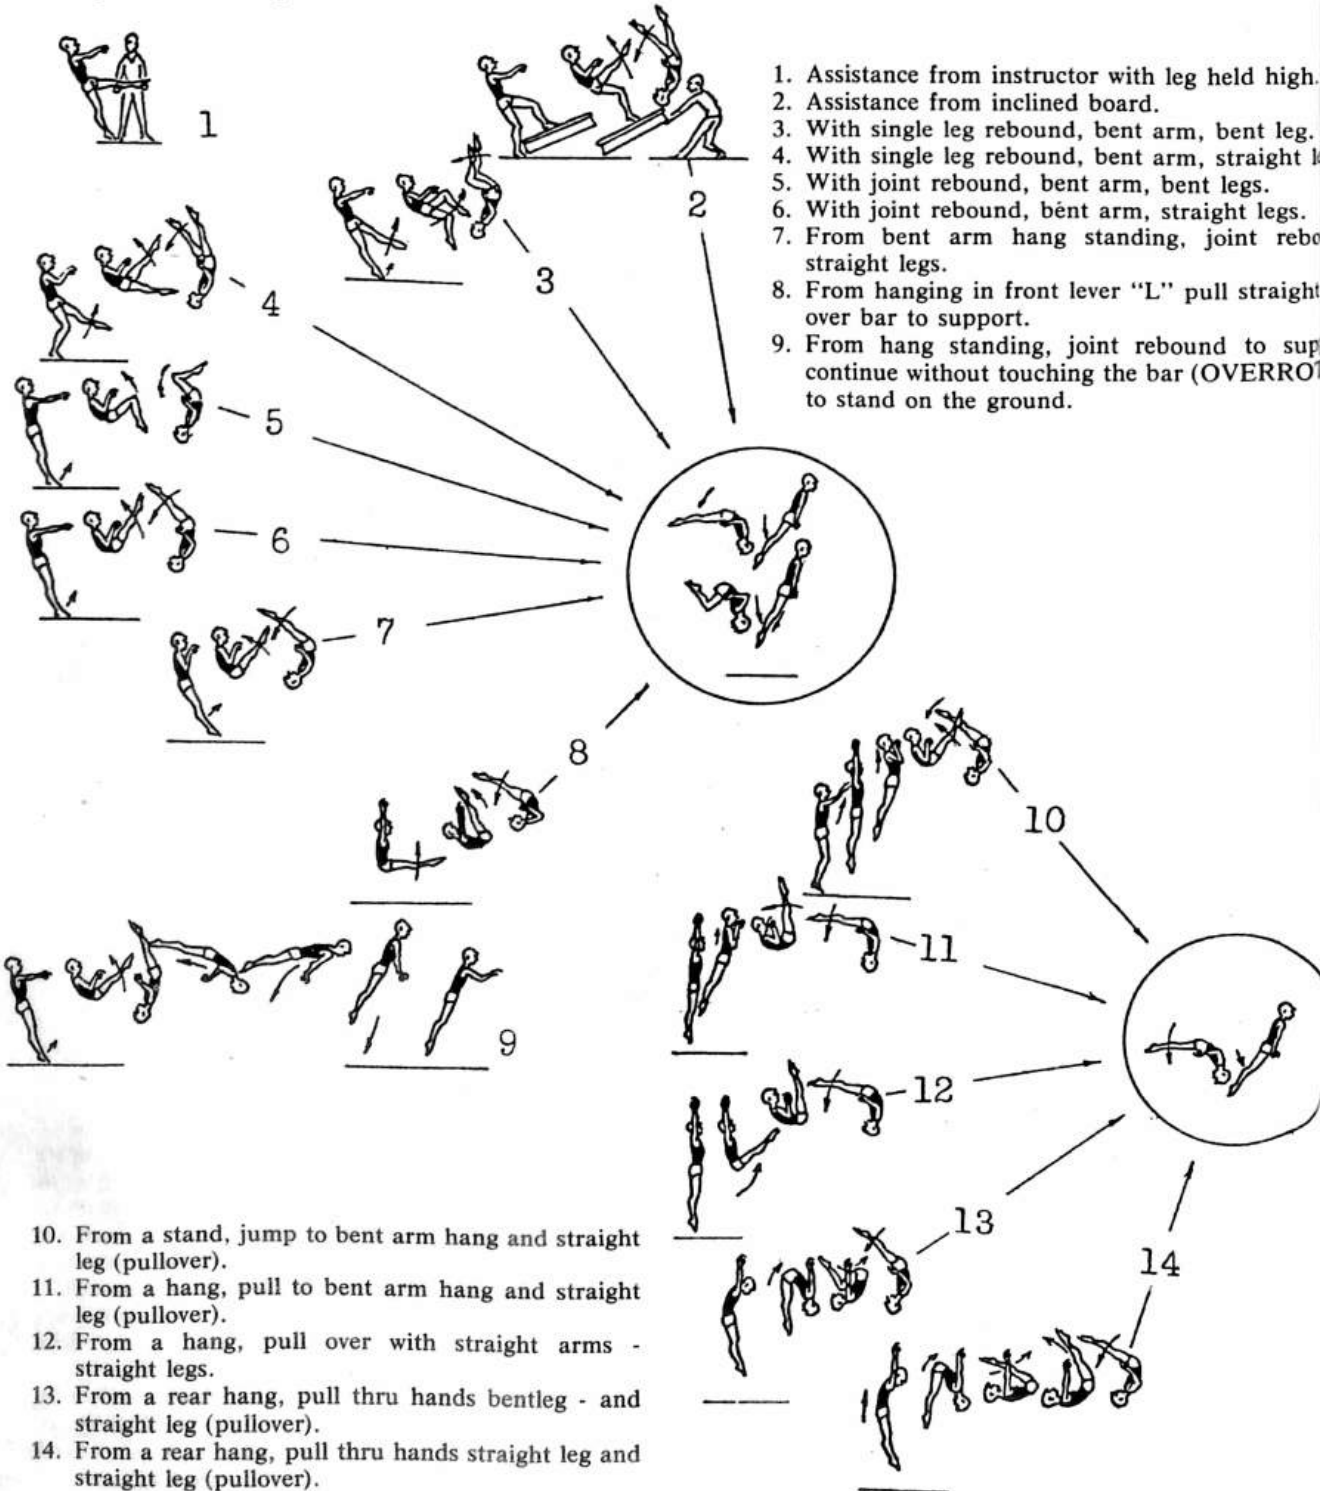 1. Assistance from instructor with leg held high.
2. Assistance from inclined board.
3. With single leg rebound, bent arm, bent leg.
4. With single leg rebound, bent arm, straight
5. With joint rebound, bent arm, bent legs.
6. With joint rebound, bent arm, straight legs.
7. From bent arm hang standing, joint
straight legs.
8. From hanging in front lever "L" pull straight
over bar to support.
9. From hang standing, joint rebound to
continue without touching the bar
to stand on the ground.
1
2
3
4
5
6
7
8
9
10
11
12
13
14
10. From a stand, jump to bent arm hang and straight
leg (pullover).
11. From a hang, pull to bent arm hang and straight
leg (pullover).
12. From a hang, pull over with straight arms -
straight legs.
13. From a rear hang, pull thru hands bentleg - and
straight leg (pullover).
14. From a rear hang, pull thru hands straight leg and
straight leg (pullover).